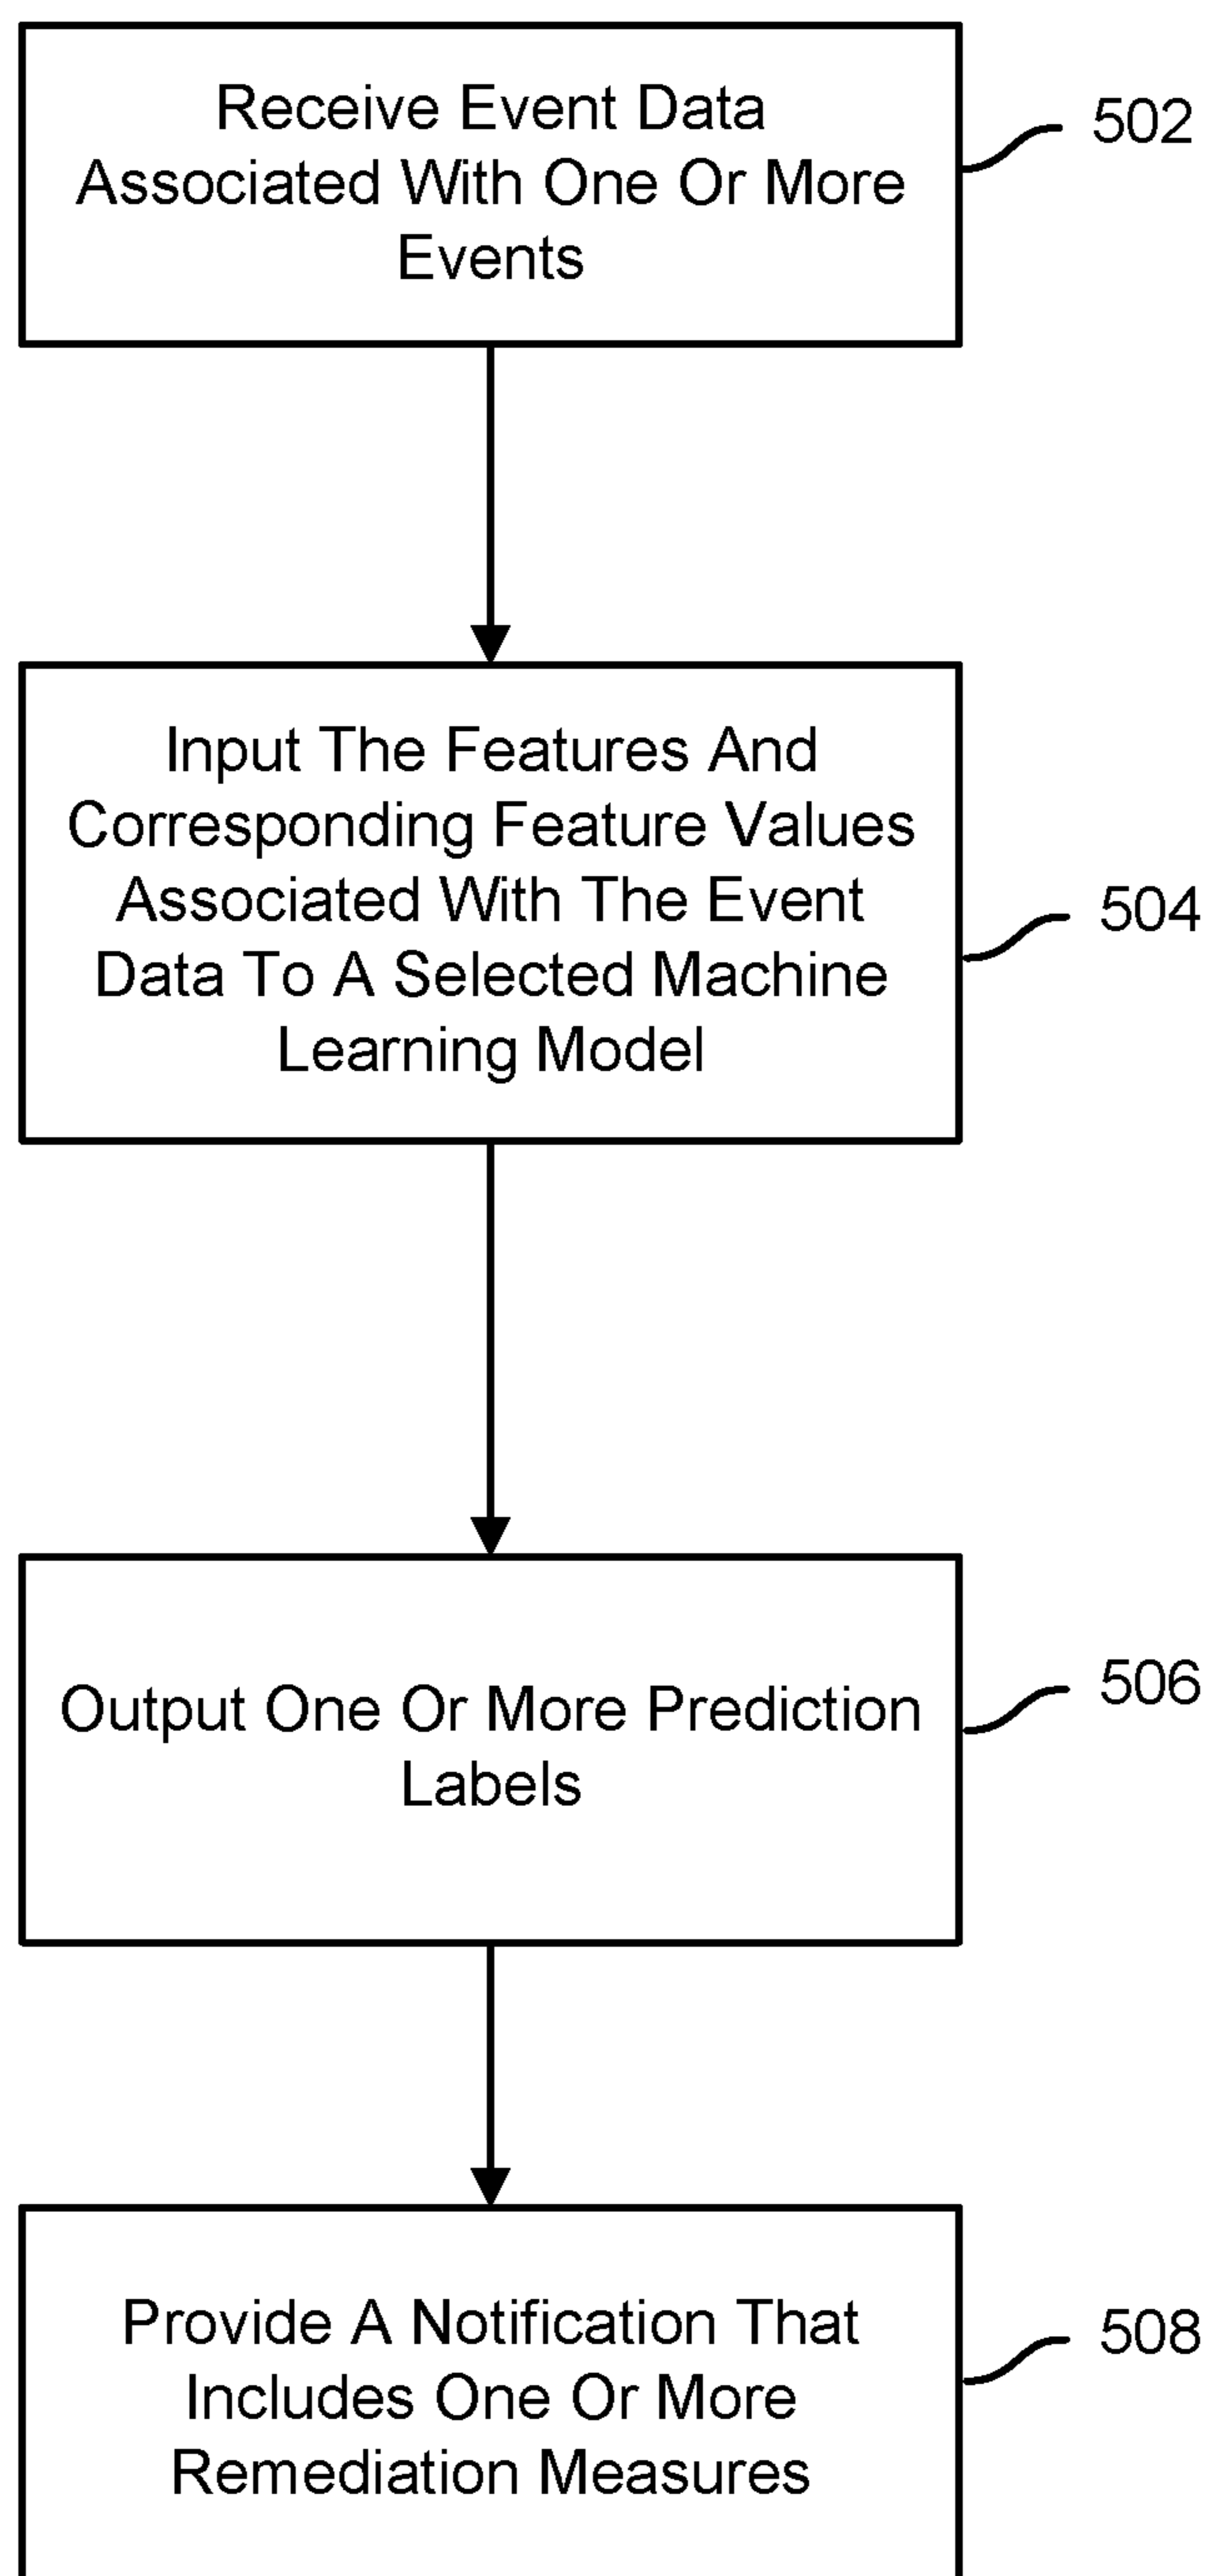 Receive Event Data
Associated With One Or More
Events
502
Input The Features And
Corresponding Feature Values
Associated With The Event
Data To A Selected Machine
Learning Model
504
Output One Or More Prediction
Labels
506
Provide A Notification That
Includes One Or More
Remediation Measures
508